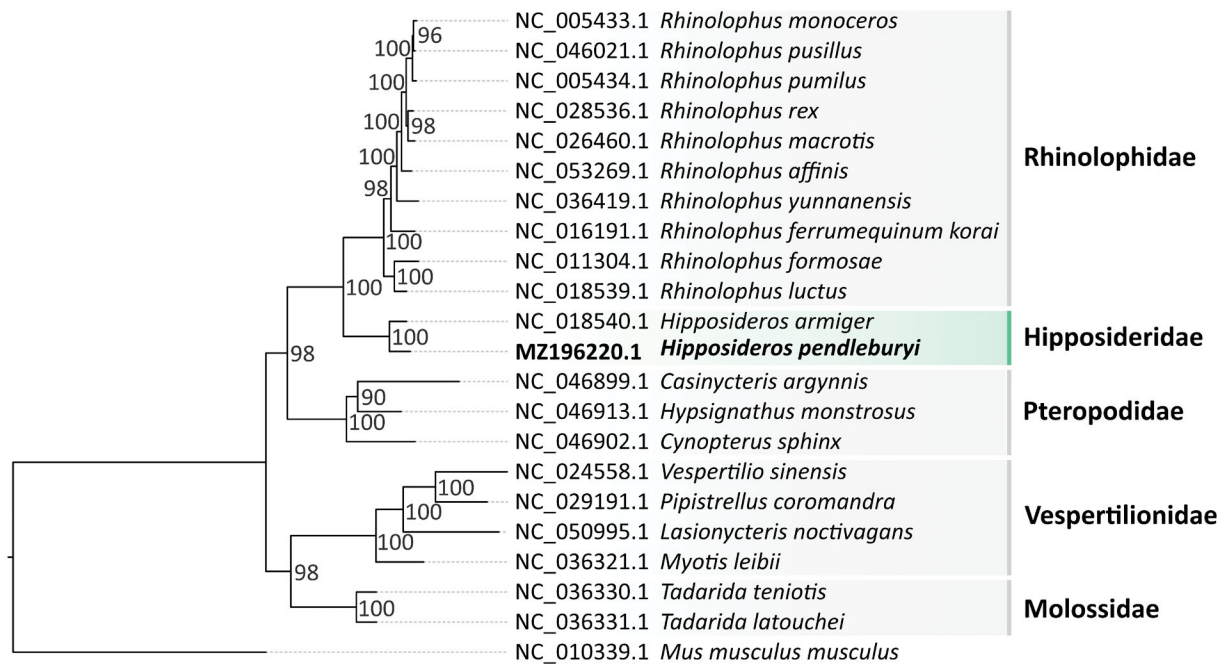 NC_005433.1 Rhinolophus monoceros
96
NC_046021.1 Rhinolophus pusillus
100
NC_005434.1 Rhinolophus pumilus
100
NC_028536.1 Rhinolophus rex
100
98
NC_026460.1 Rhinolophus macrotis
100
Rhinolophidae
NC_053269.1 Rhinolophus affinis
98
NC_036419.1 Rhinolophus yunnanensis
NC_016191.1 Rhinolophus ferrumequinum korai
100
NC_011304.1 Rhinolophus formosae
100
100
NC_018539.1 Rhinolophus luctus
NC_018540.1 Hipposideros armiger
100
Hipposideridae
MZ196220.1 Hipposideros pendleburyi
98
NC_046899.1 Casinycteris argynnis
90
NC_046913.1 Hypsignathus monstrosus
Pteropodidae
100
NC_046902.1 Cynopterus sphinx
NC_024558.1 Vespertilio sinensis
100
NC_029191.1 Pipistrellus coromandra
100
Vespertilionidae
NC_050995.1 Lasionycteris noctivagans
100
NC_036321.1 Myotis leibii
98
NC_036330.1 Tadarida teniotis
100
Molossidae
NC_036331.1 Tadarida latouchei
NC_010339.1 Mus musculus musculus